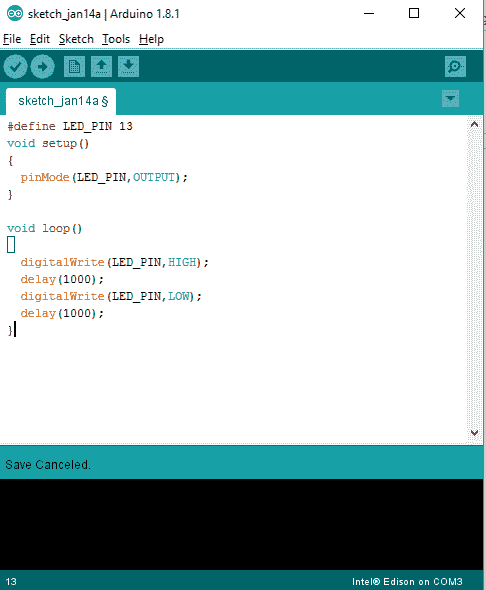 sketch_jan14a | Arduino 1.8.1
File Edit Sketch Tools Help
sketch_jan14a §
#define LED_PIN 13
void setup()
{
  pinMode(LED_PIN,OUTPUT);
}
void loop()
{
  digitalWrite(LED_PIN,HIGH);
  delay(1000);
  digitalWrite(LED_PIN,LOW);
  delay(1000);
}
Save Canceled.
13 Intel® Edison on COM3